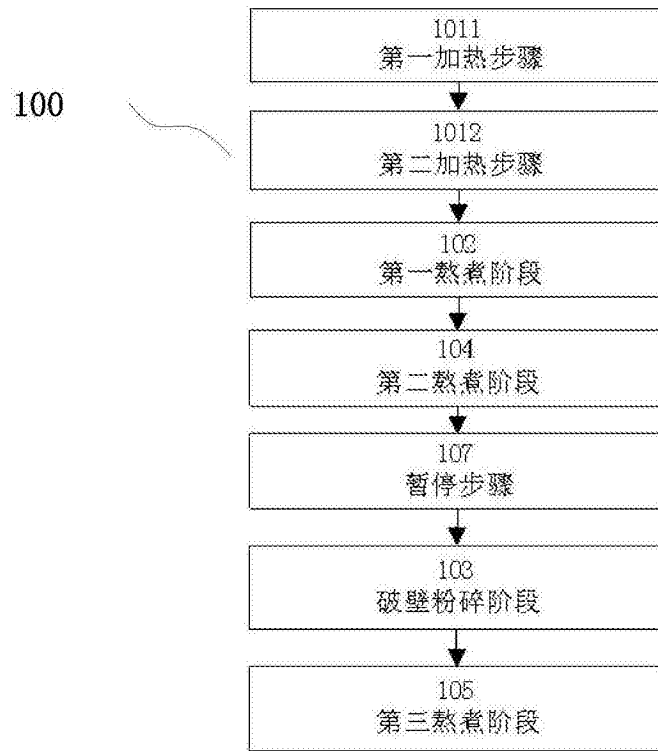 1011
第一加热步骤
100
1012
第二加热步骤
102
第一熬煮阶段
104
第二熬煮阶段
107
暂停步骤
103
破壁粉碎阶段
105
第三熬煮阶段